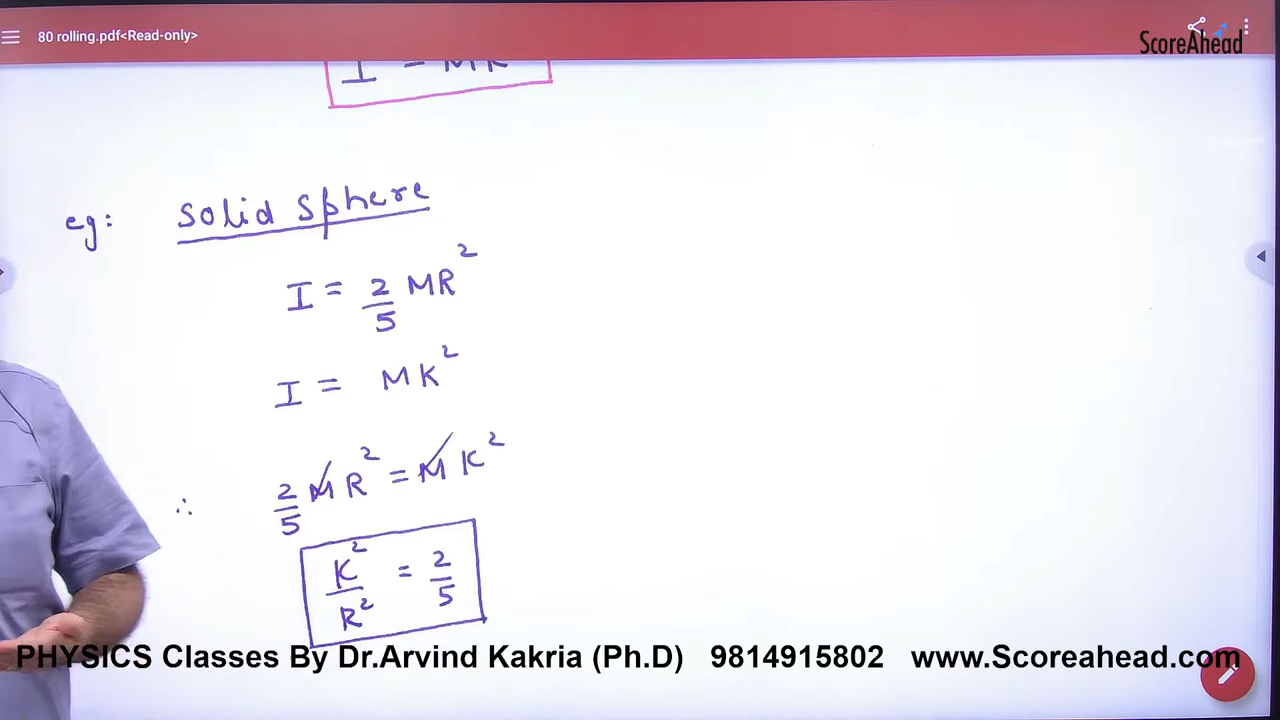 80 rolling.pdf<Read-only>
ScoreAhead
I = MK
eg: Solid Sphere
I = 2/5 MR²
I = MK²
∴ 2/5 MR² = MK²
K²/R² = 2/5
PHYSICS Classes By Dr.Arvind Kakria (Ph.D) 9814915802 www.Scoreahead.com